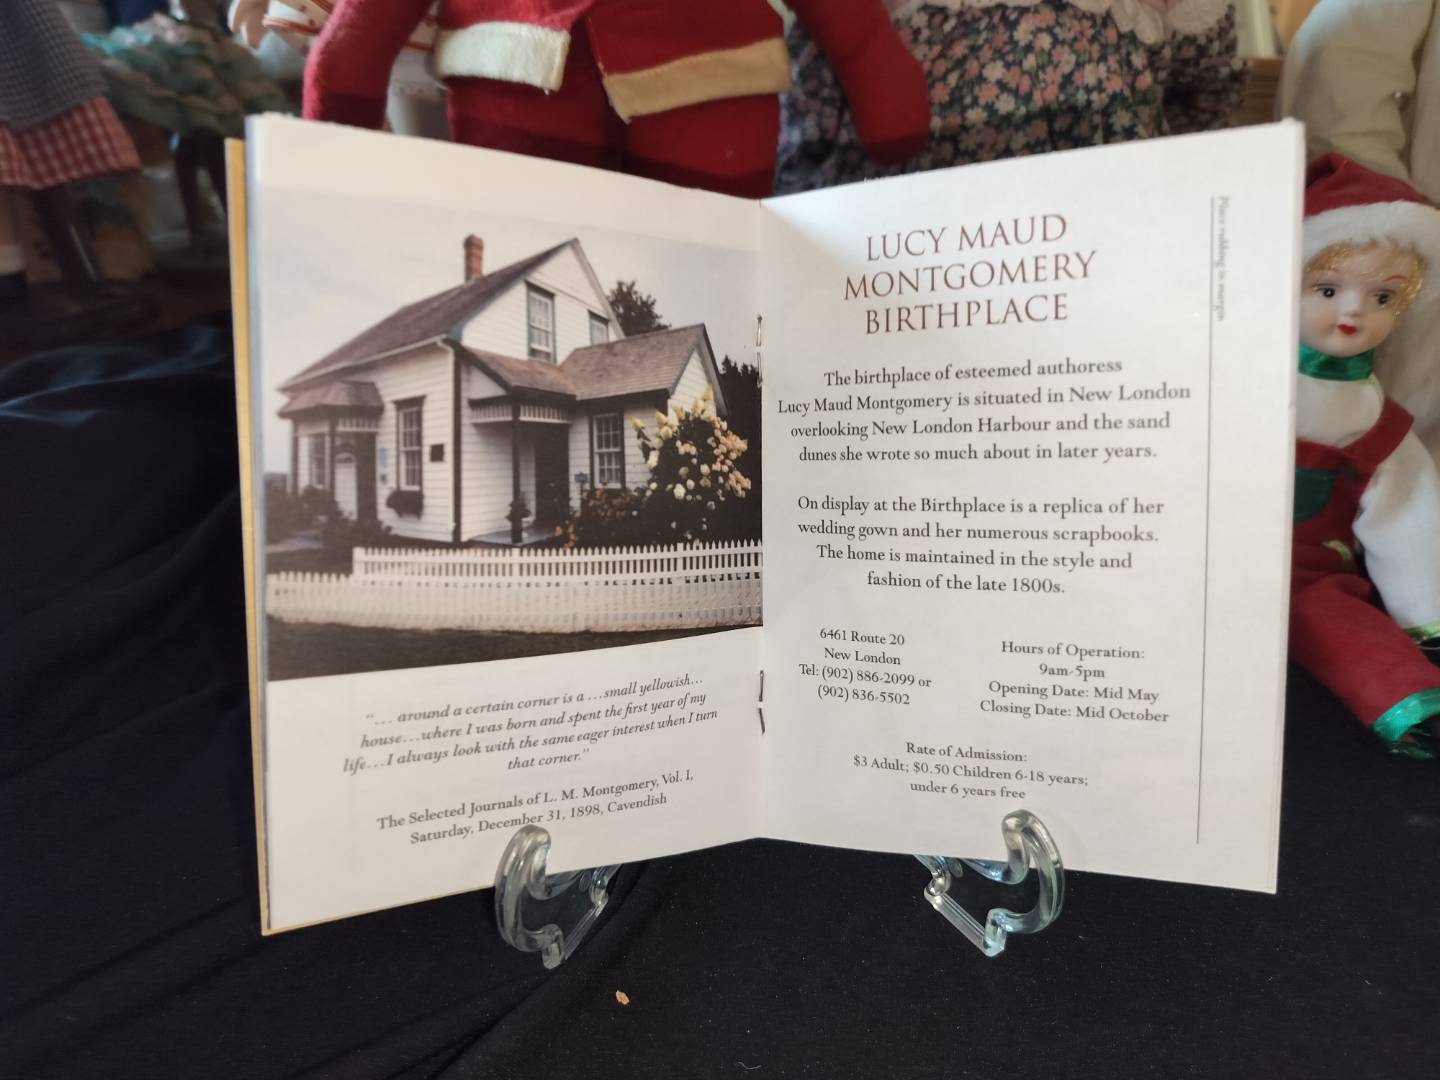 "… around a certain corner is a …small yellowish…
house…where I was born and spent the first year of my
life…I always look with the same eager interest when I turn
that corner."
The Selected Journals of L. M. Montgomery, Vol. I,
Saturday, December 31, 1898, Cavendish
LUCY MAUD
MONTGOMERY
BIRTHPLACE
The birthplace of esteemed authoress
Lucy Maud Montgomery is situated in New London
overlooking New London Harbour and the sand
dunes she wrote so much about in later years.
On display at the Birthplace is a replica of her
wedding gown and her numerous scrapbooks.
The home is maintained in the style and
fashion of the late 1800s.
6461 Route 20
New London
Tel: (902) 886-2099 or
(902) 836-5502
Hours of Operation:
9am-5pm
Opening Date: Mid May
Closing Date: Mid October
Rate of Admission:
$3 Adult; $0.50 Children 6-18 years;
under 6 years free
Place rubbing in margin